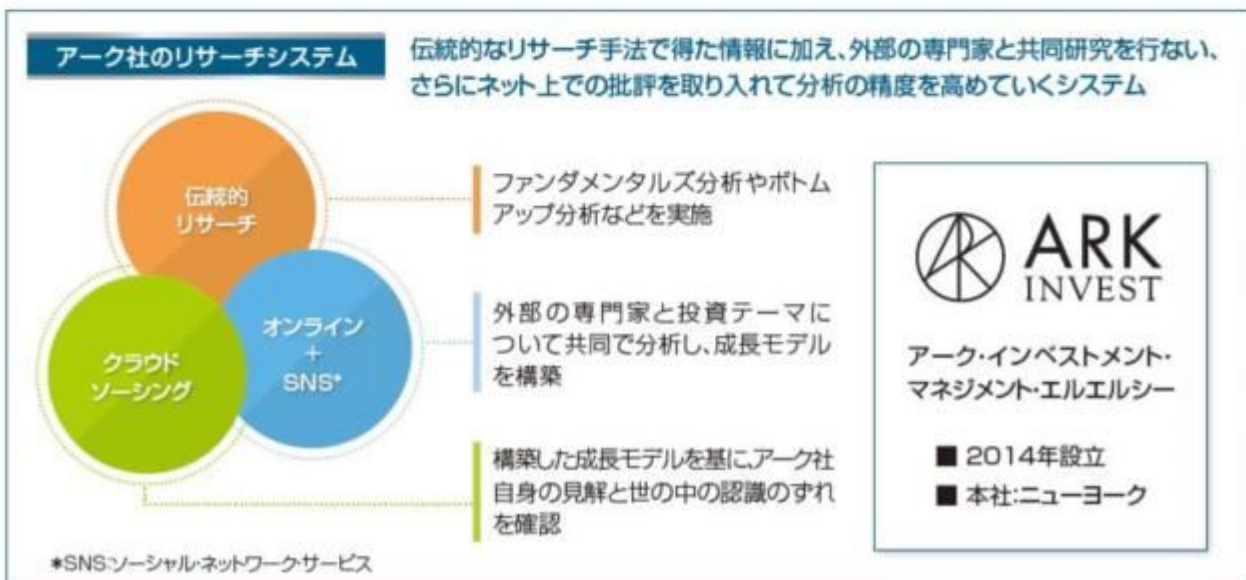 アーク社のリサーチシステム
伝統的なリサーチ手法で得た情報に加え、外部の専門家と共同研究を行ない、
さらにネット上での批評を取り入れて分析の精度を高めていくシステム
伝統的
リサーチ
オンライン
+
SNS*
クラウド
ソーシング
ファンダメンタルズ分析やボトム
アップ分析などを実施
外部の専門家と投資テーマに
ついて共同で分析し、成長モデル
を構築
構築した成長モデルを基に、アーク社
自身の見解と世の中の認識のずれ
を確認
*SNS:ソーシャル・ネットワーク・サービス
ARK
INVEST
アーク・インベストメント・
マネジメント・エルエルシー
■ 2014年設立
■ 本社:ニューヨーク